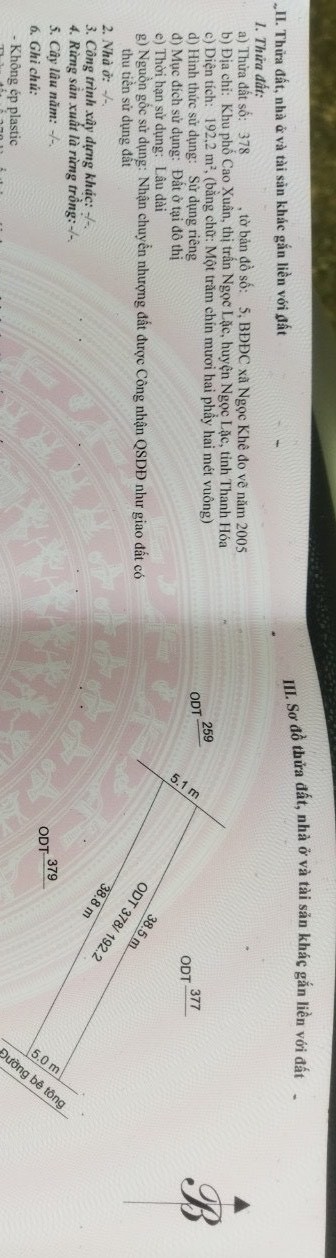 II. Thửa đất, nhà ở và tài sản khác gắn liền với đất
1. Thửa đất:
a) Thửa đất số: 378 , tờ bản đồ số: 5, BĐĐC xã Ngọc Khê đo vẽ năm 2005
b) Địa chỉ: Khu phố Cao Xuân, thị trấn Ngọc Lặc, huyện Ngọc Lặc, tỉnh Thanh Hóa
c) Diện tích: 192.2 m², (bằng chữ: Một trăm chín mươi hai phẩy hai mét vuông)
d) Hình thức sử dụng: Sử dụng riêng
đ) Mục đích sử dụng: Đất ở tại đô thị
e) Thời hạn sử dụng: Lâu dài
g) Nguồn gốc sử dụng: Nhận chuyển nhượng đất được Công nhận QSDĐ như giao đất có
thu tiền sử dụng đất
2. Nhà ở: -/-.
3. Công trình xây dựng khác: -/-.
4. Rừng sản xuất là rừng trồng: -/-.
5. Cây lâu năm: -/-.
6. Ghi chú:
- Không ép plastic
III. Sơ đồ thửa đất, nhà ở và tài sản khác gắn liền với đất
B
ODT 259
5.1 m
ODT 377
38.5 m
ODT 378/ 192.2
38.8 m
ODT 379
5.0 m
Đường bê tông